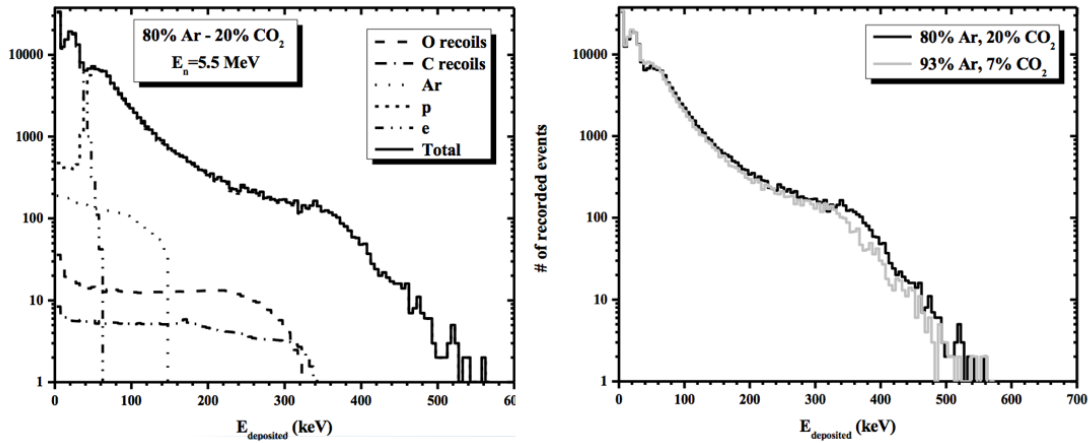 80% Ar - 20% CO2
En=5.5 MeV
O recoils
C recoils
Ar
p
e
Total
10000
1000
100
10
1
0 100 200 300 400 500 60
Edeposited (keV)
80% Ar, 20% CO2
93% Ar, 7% CO2
# of recorded events
10000
1000
100
10
1
0 100 200 300 400 500 600 700
Edeposited (keV)